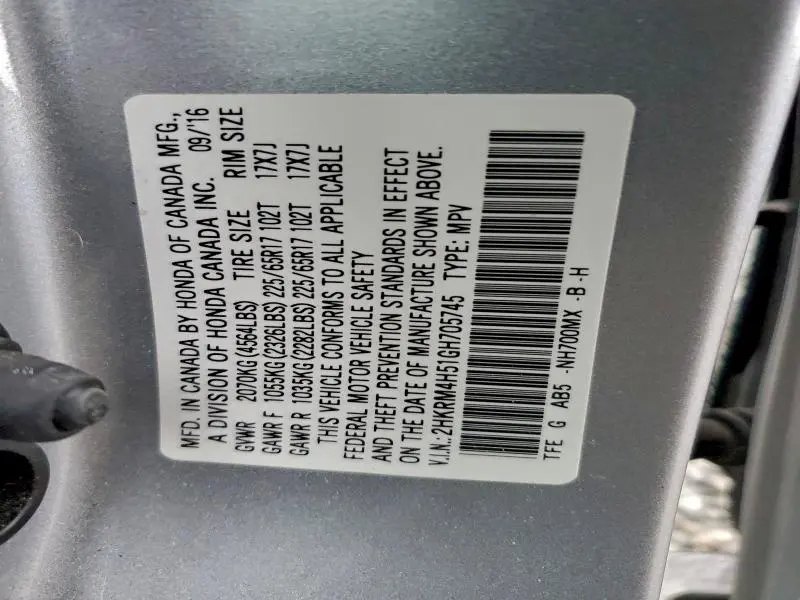 MFD. IN CANADA BY HONDA OF CANADA MFG.,
A DIVISION OF HONDA CANADA INC. 09/'16
GVWR 2070KG (4564LBS) TIRE SIZE RIM SIZE
GAWR F 1055KG (2326LBS) 225/65R17 102T 17X7J
GAWR R 1035KG (2282LBS) 225/65R17 102T 17X7J
THIS VEHICLE CONFORMS TO ALL APPLICABLE
FEDERAL MOTOR VEHICLE SAFETY
AND THEFT PREVENTION STANDARDS IN EFFECT
ON THE DATE OF MANUFACTURE SHOWN ABOVE.
V.I.N.: 2HKRM4H51GH705745 TYPE: MPV
TFE G AB5 -NH700MX -B -H